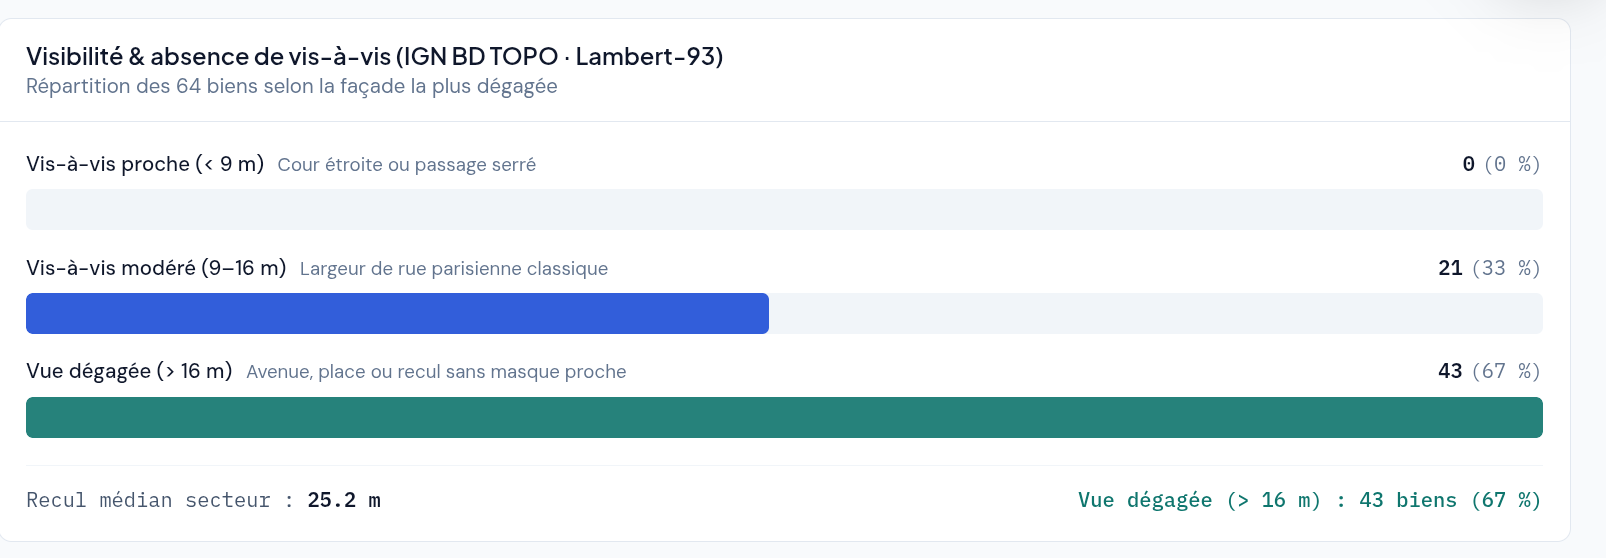 Visibilité & absence de vis-à-vis (IGN BD TOPO · Lambert-93)
Répartition des 64 biens selon la façade la plus dégagée
Vis-à-vis proche (< 9 m) Cour étroite ou passage serré 0 (0 %)
Vis-à-vis modéré (9–16 m) Largeur de rue parisienne classique 21 (33 %)
Vue dégagée (> 16 m) Avenue, place ou recul sans masque proche 43 (67 %)
Recul médian secteur : 25.2 m Vue dégagée (> 16 m) : 43 biens (67 %)